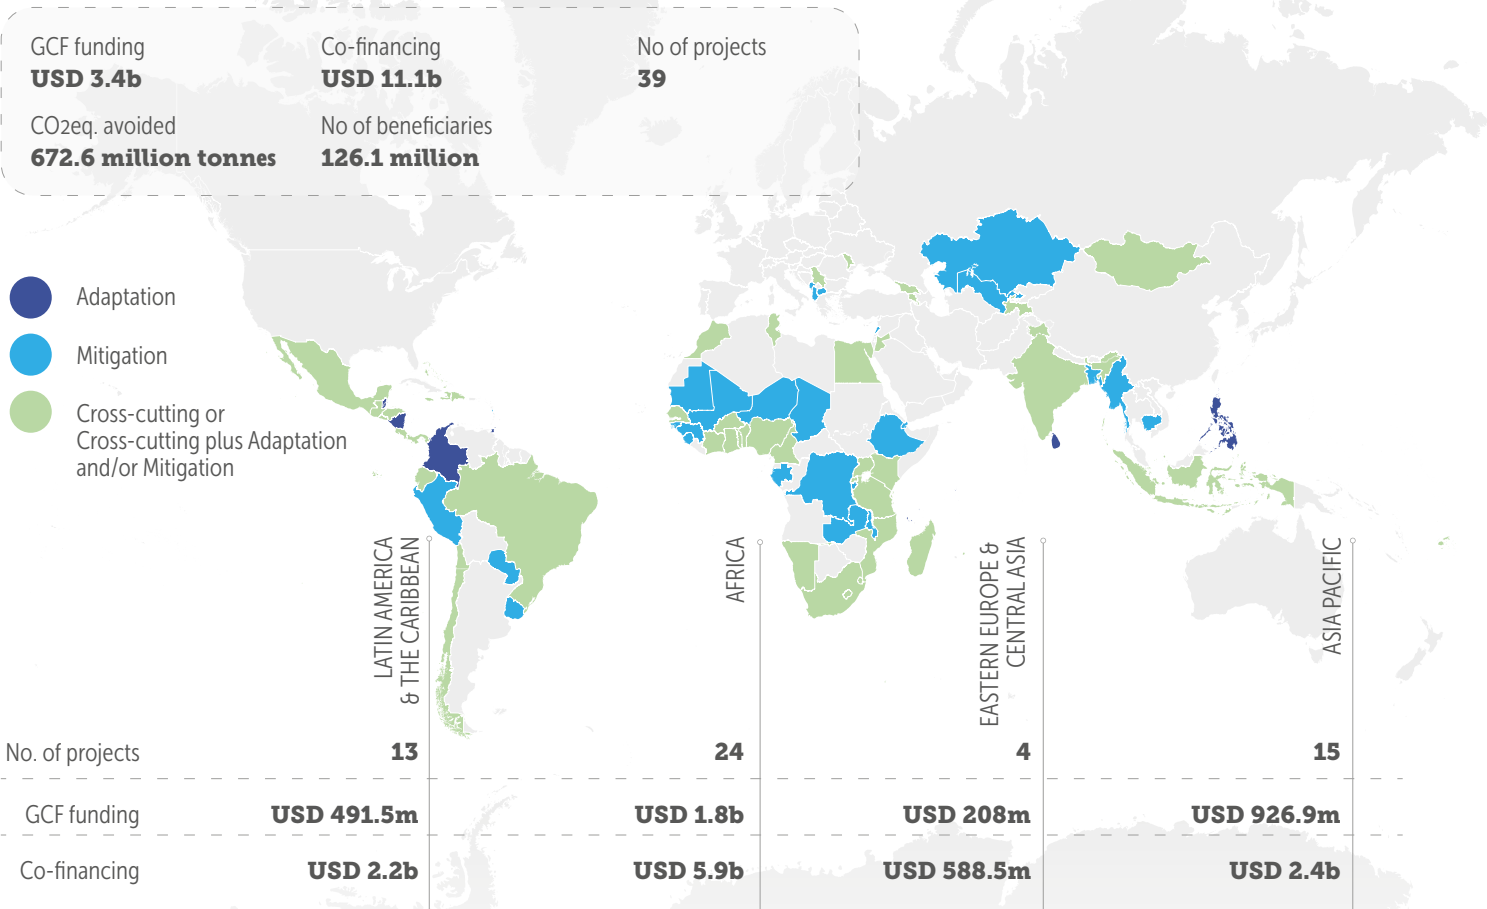 GCF funding
USD 3.4b
Co-financing
USD 11.1b
No of projects
39
CO2eq. avoided
672.6 million tonnes
No of beneficiaries
126.1 million
Adaptation
Mitigation
Cross-cutting or
Cross-cutting plus Adaptation
and/or Mitigation
LATIN AMERICA
& THE CARIBBEAN
AFRICA
EASTERN EUROPE &
CENTRAL ASIA
ASIA PACIFIC
No. of projects
13
24
4
15
GCF funding
USD 491.5m
USD 1.8b
USD 208m
USD 926.9m
Co-financing
USD 2.2b
USD 5.9b
USD 588.5m
USD 2.4b